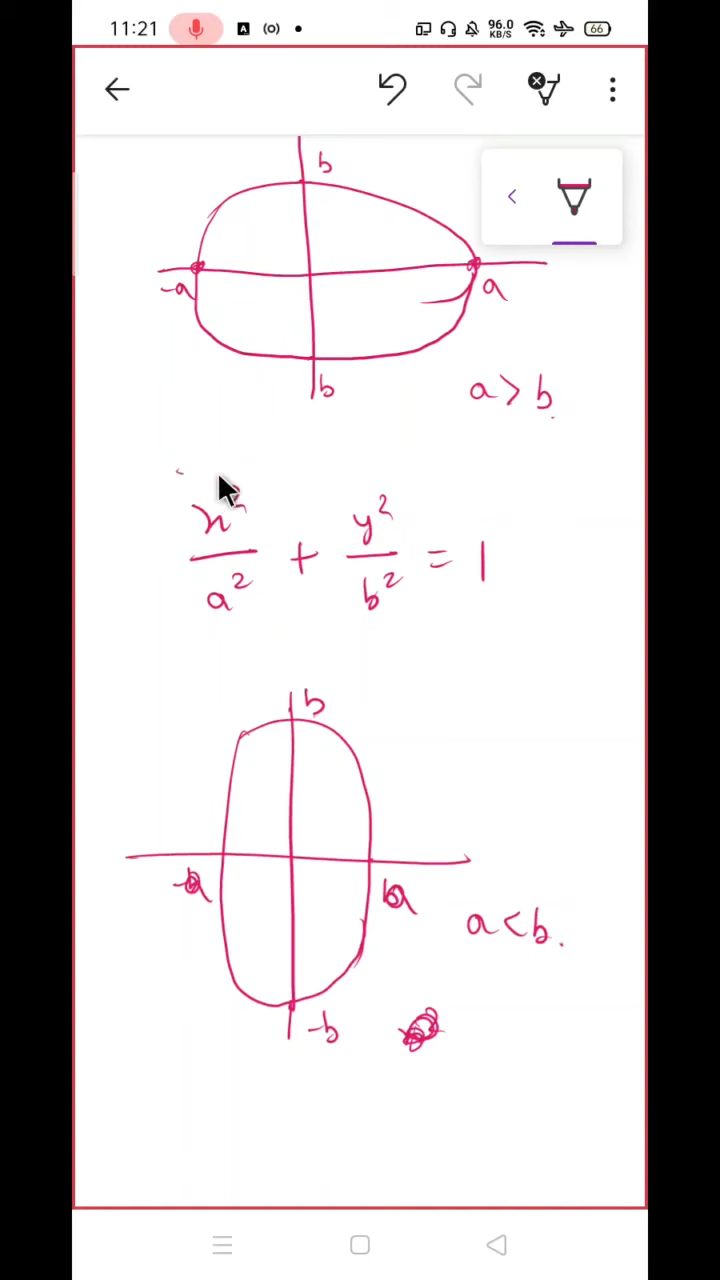 11:21 A 96.0 KB/S 66
b
-a a
b
a > b.
x²/a² + y²/b² = 1
b
-a a
a < b.
-b